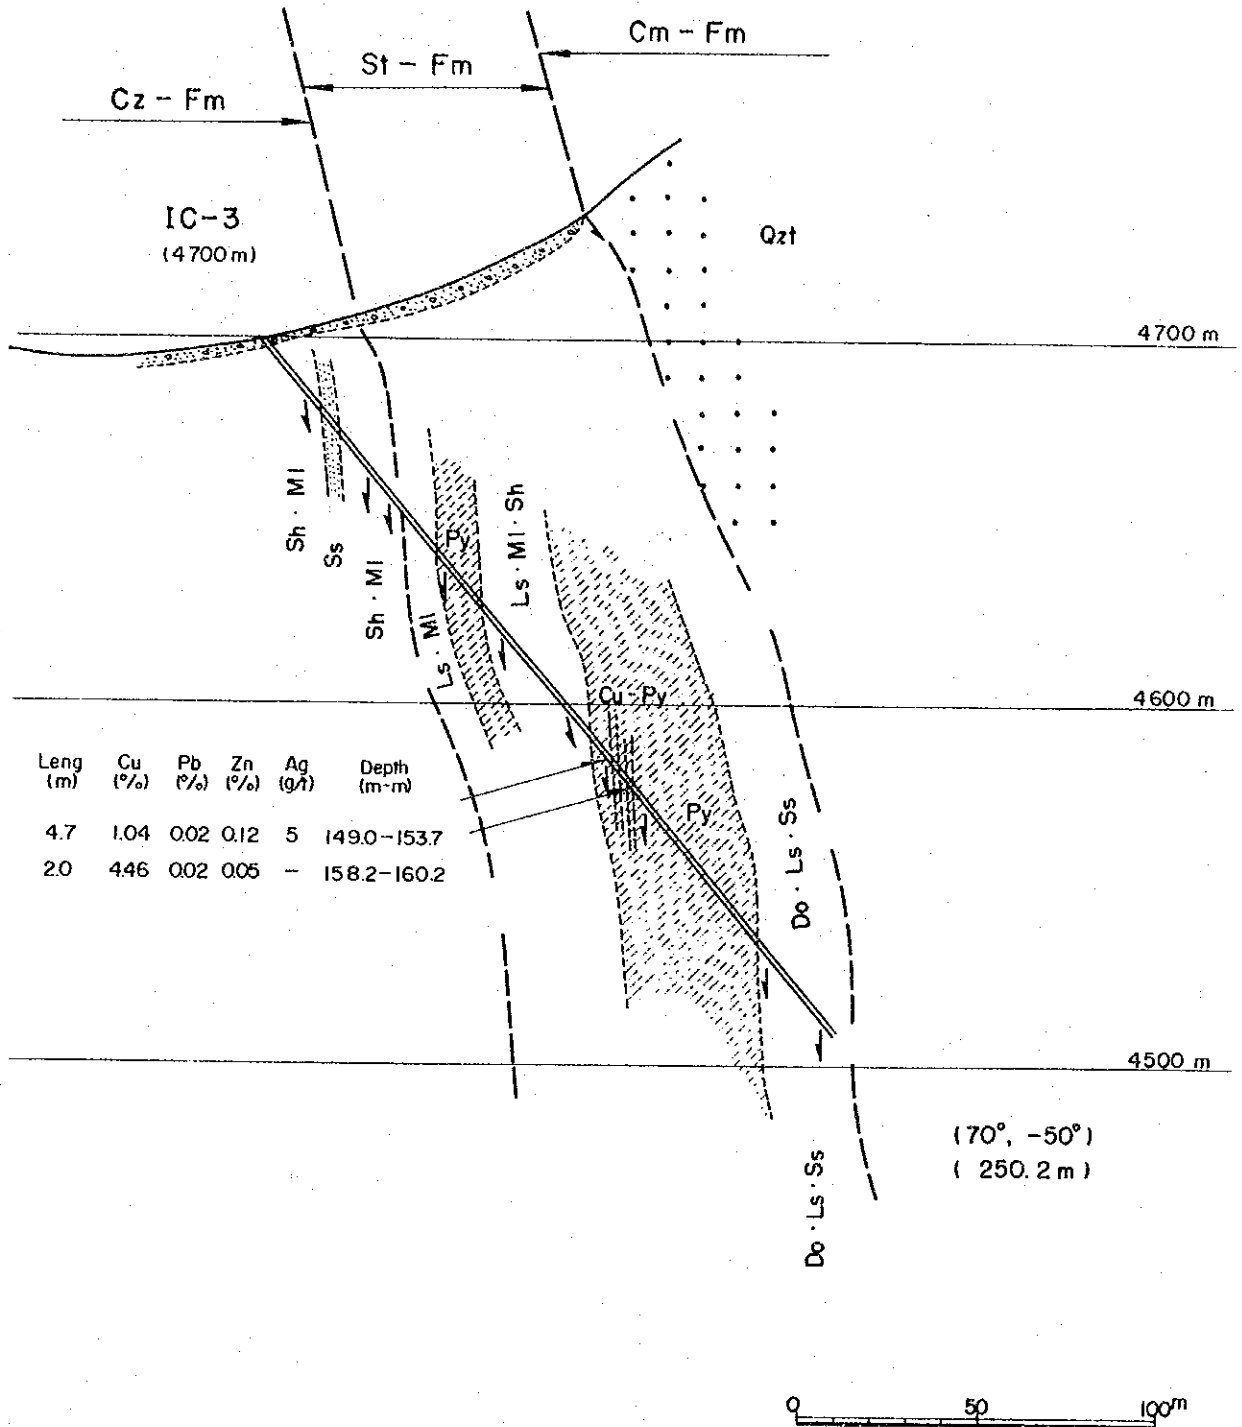 Cm - Fm
St - Fm
Cz - Fm
IC-3
(4700m)
Qzt
4700 m
Sh · Ml
Ss
Sh · Ml
Py
Ls · Ml
Ls · Ml · Sh
Cu - Py
4600 m
Leng (m) Cu (%) Pb (%) Zn (%) Ag (g/t) Depth (m-m)
4.7 1.04 0.02 0.12 5 149.0-153.7
2.0 4.46 0.02 0.05 - 158.2-160.2
Py
Do · Ls · Ss
4500 m
(70°, -50°)
( 250.2 m )
Do · Ls · Ss
0 50 100m